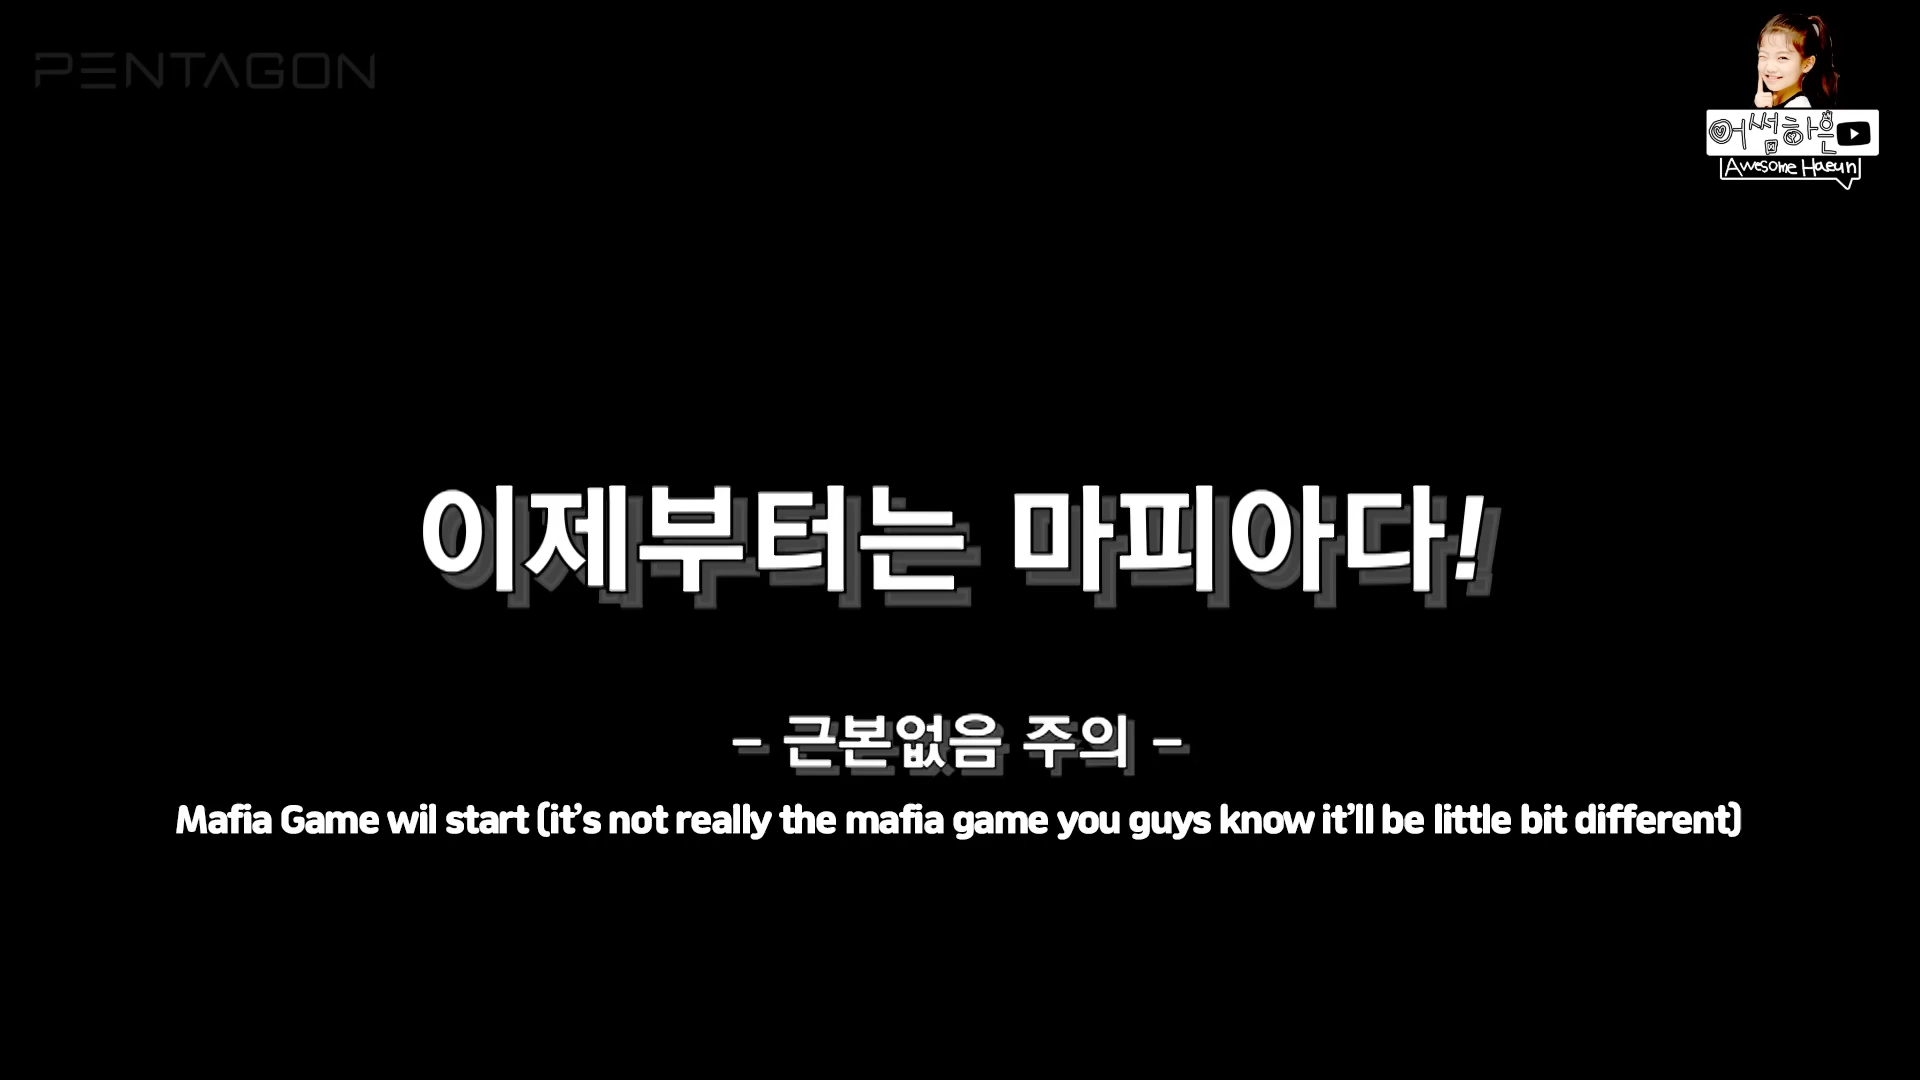 PENTAGON
어썸하은
Awesome Haeun
이제부터는 마피아다!
- 근본없음 주의 -
Mafia Game wil start (it's not really the mafia game you guys know it'll be little bit different)